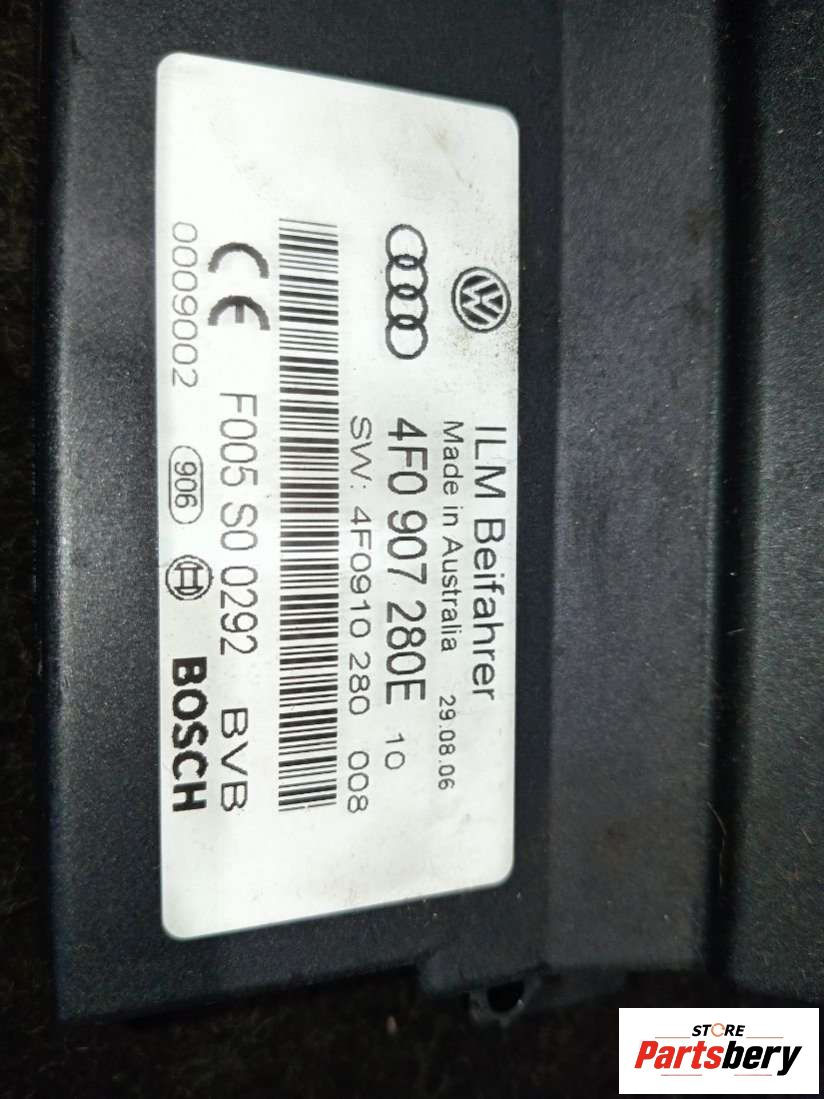 ILM Beifahrer
Made in Australia 29.08.06
4F0 907 280E 10
SW: 4F0910 280 008
F005 S0 0292 BVB
CE
0009002 906 BOSCH
STORE
Partsbery